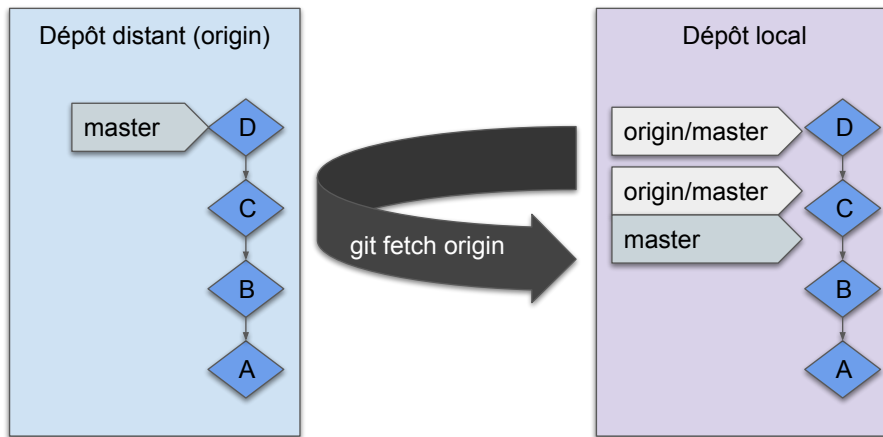 Dépôt distant (origin)
master
D
C
B
A
git fetch origin
Dépôt local
origin/master
D
origin/master
master
C
B
A